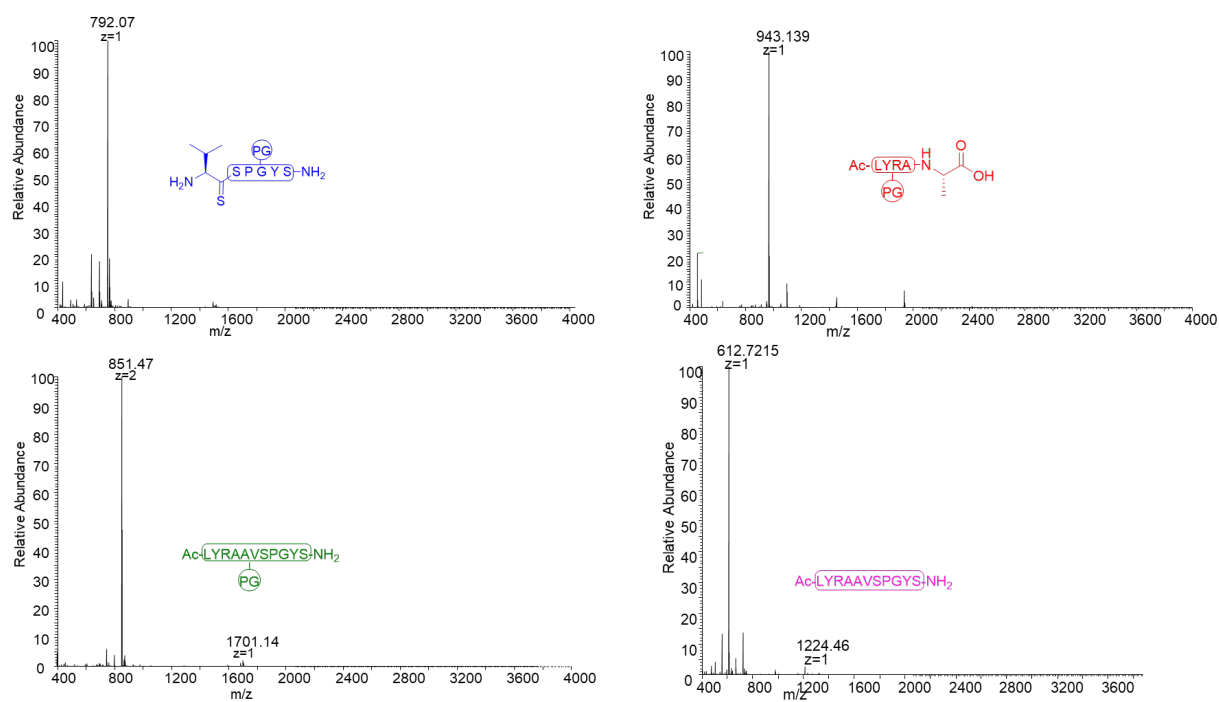 792.07
z=1
100
90
80
70
60
50
40
30
20
10
0
Relative Abundance
400 800 1200 1600 2000 2400 2800 3200 3600 4000
m/z
PG
H2N S P G Y S NH2
S
943.139
z=1
100
90
80
70
60
50
40
30
20
10
0
Relative Abundance
400 800 1200 1600 2000 2400 2800 3200 3600 4000
m/z
Ac-LYRA-N H O OH
PG
851.47
z=2
100
90
80
70
60
50
40
30
20
10
0
Relative Abundance
400 800 1200 1600 2000 2400 2800 3200 3600 4000
m/z
Ac-LYRAAVSPGYS-NH2
PG
1701.14
z=1
612.7215
z=1
100
90
80
70
60
50
40
30
20
10
0
Relative Abundance
400 800 1200 1600 2000 2400 2800 3200 3600
m/z
Ac-LYRAAVSPGYS-NH2
1224.46
z=1